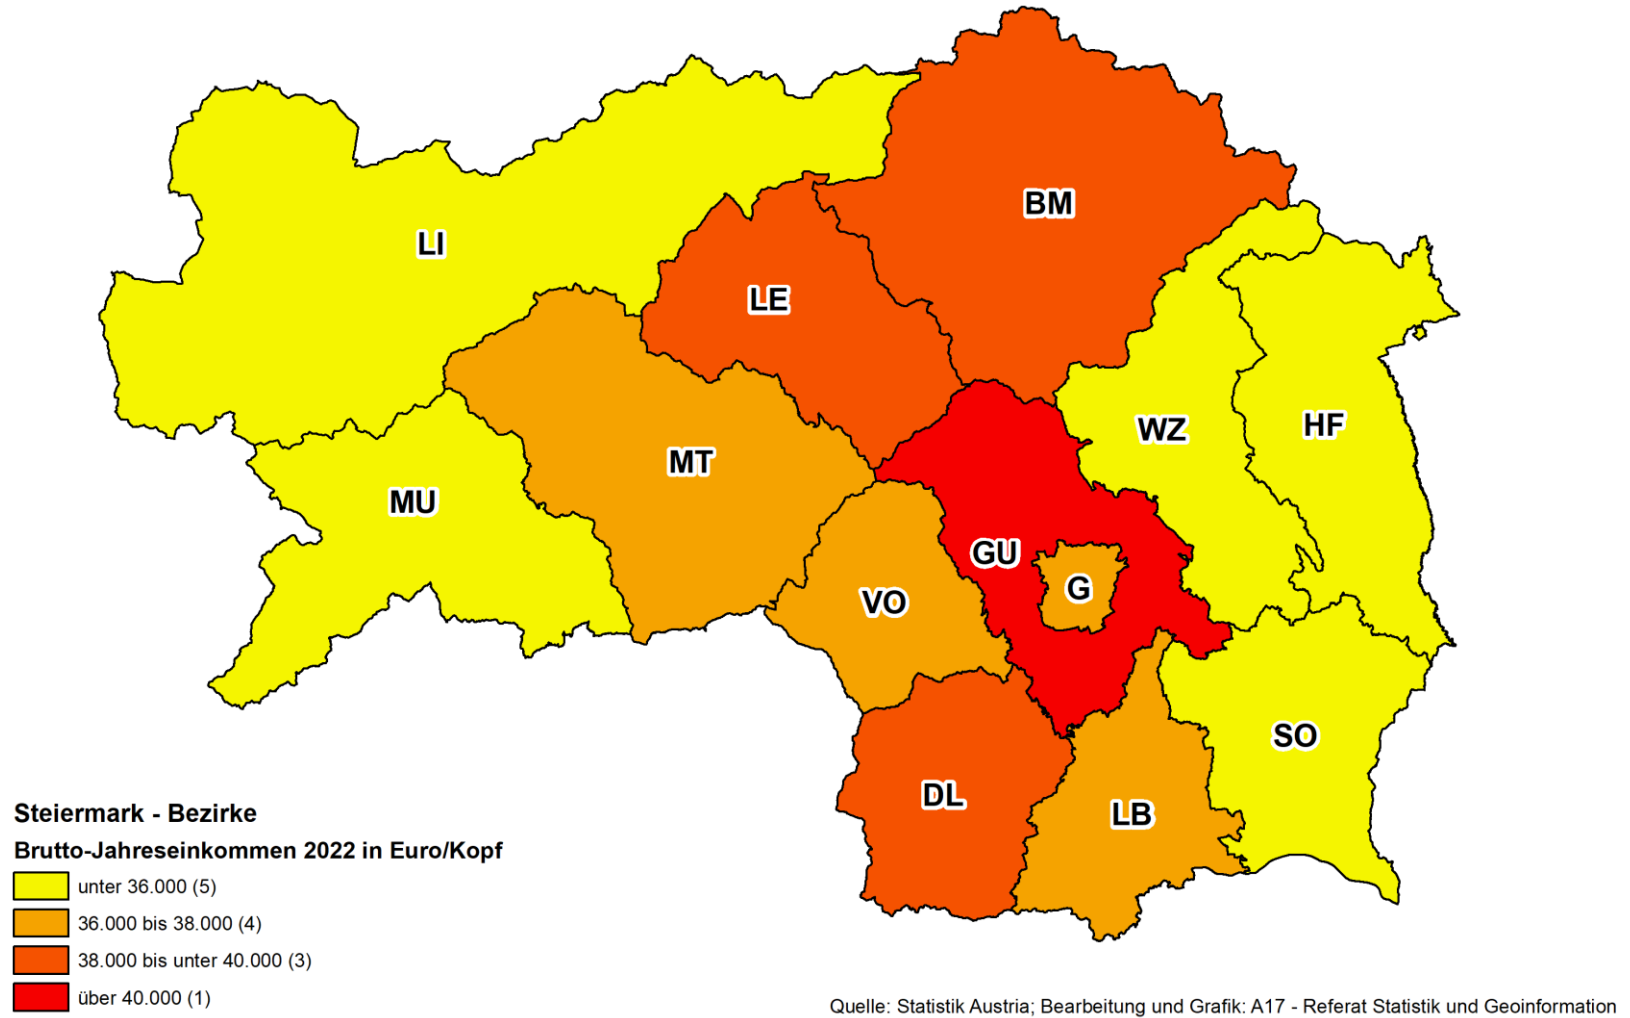 BM
LI
LE
HF
WZ
MT
MU
GU
G
VO
SO
DL
LB
Steiermark - Bezirke
Brutto-Jahreseinkommen 2022 in Euro/Kopf
unter 36.000 (5)
36.000 bis 38.000 (4)
38.000 bis unter 40.000 (3)
über 40.000 (1)
Quelle: Statistik Austria; Bearbeitung und Grafik: A17 - Referat Statistik und Geoinformation